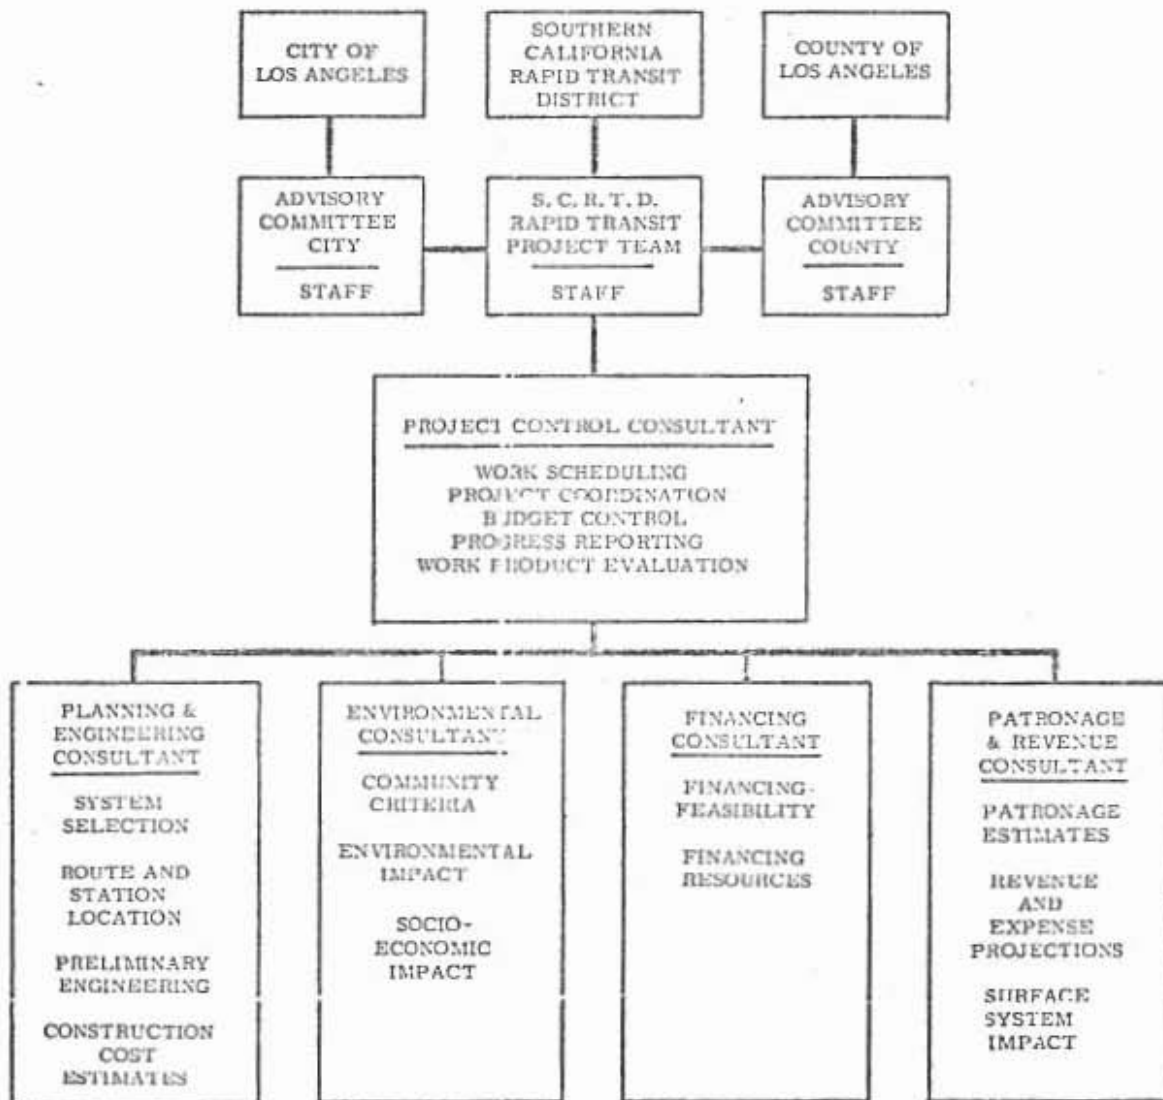 CITY OF
LOS ANGELES
SOUTHERN
CALIFORNIA
RAPID TRANSIT
DISTRICT
COUNTY OF
LOS ANGELES
ADVISORY
COMMITTEE
CITY
STAFF
S. C. R. T. D.
RAPID TRANSIT
PROJECT TEAM
STAFF
ADVISORY
COMMITTEE
COUNTY
STAFF
PROJECT CONTROL CONSULTANT
WORK SCHEDULING
PROJECT COORDINATION
BUDGET CONTROL
PROGRESS REPORTING
WORK PRODUCT EVALUATION
PLANNING &
ENGINEERING
CONSULTANT
SYSTEM
SELECTION
ROUTE AND
STATION
LOCATION
PRELIMINARY
ENGINEERING
CONSTRUCTION
COST
ESTIMATES
ENVIRONMENTAL
CONSULTANT
COMMUNITY
CRITERIA
ENVIRONMENTAL
IMPACT
SOCIO-
ECONOMIC
IMPACT
FINANCING
CONSULTANT
FINANCING-
FEASIBILITY
FINANCING
RESOURCES
PATRONAGE
& REVENUE
CONSULTANT
PATRONAGE
ESTIMATES
REVENUE
AND
EXPENSE
PROJECTIONS
SURFACE
SYSTEM
IMPACT